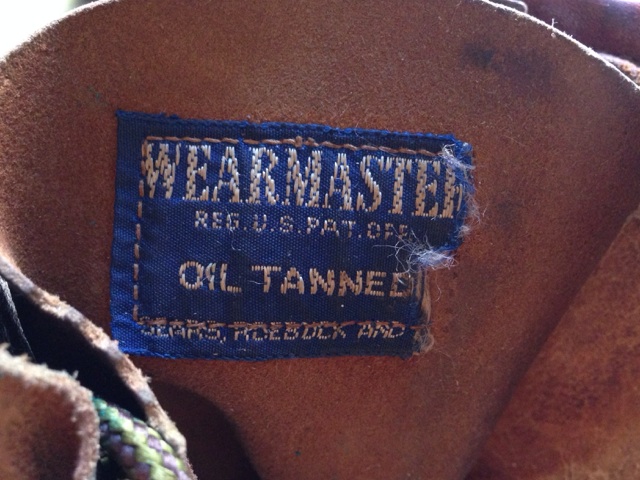 WEARMASTER
REG. U.S. PAT. OFF
OIL TANNED
SEARS, ROEBUCK AND